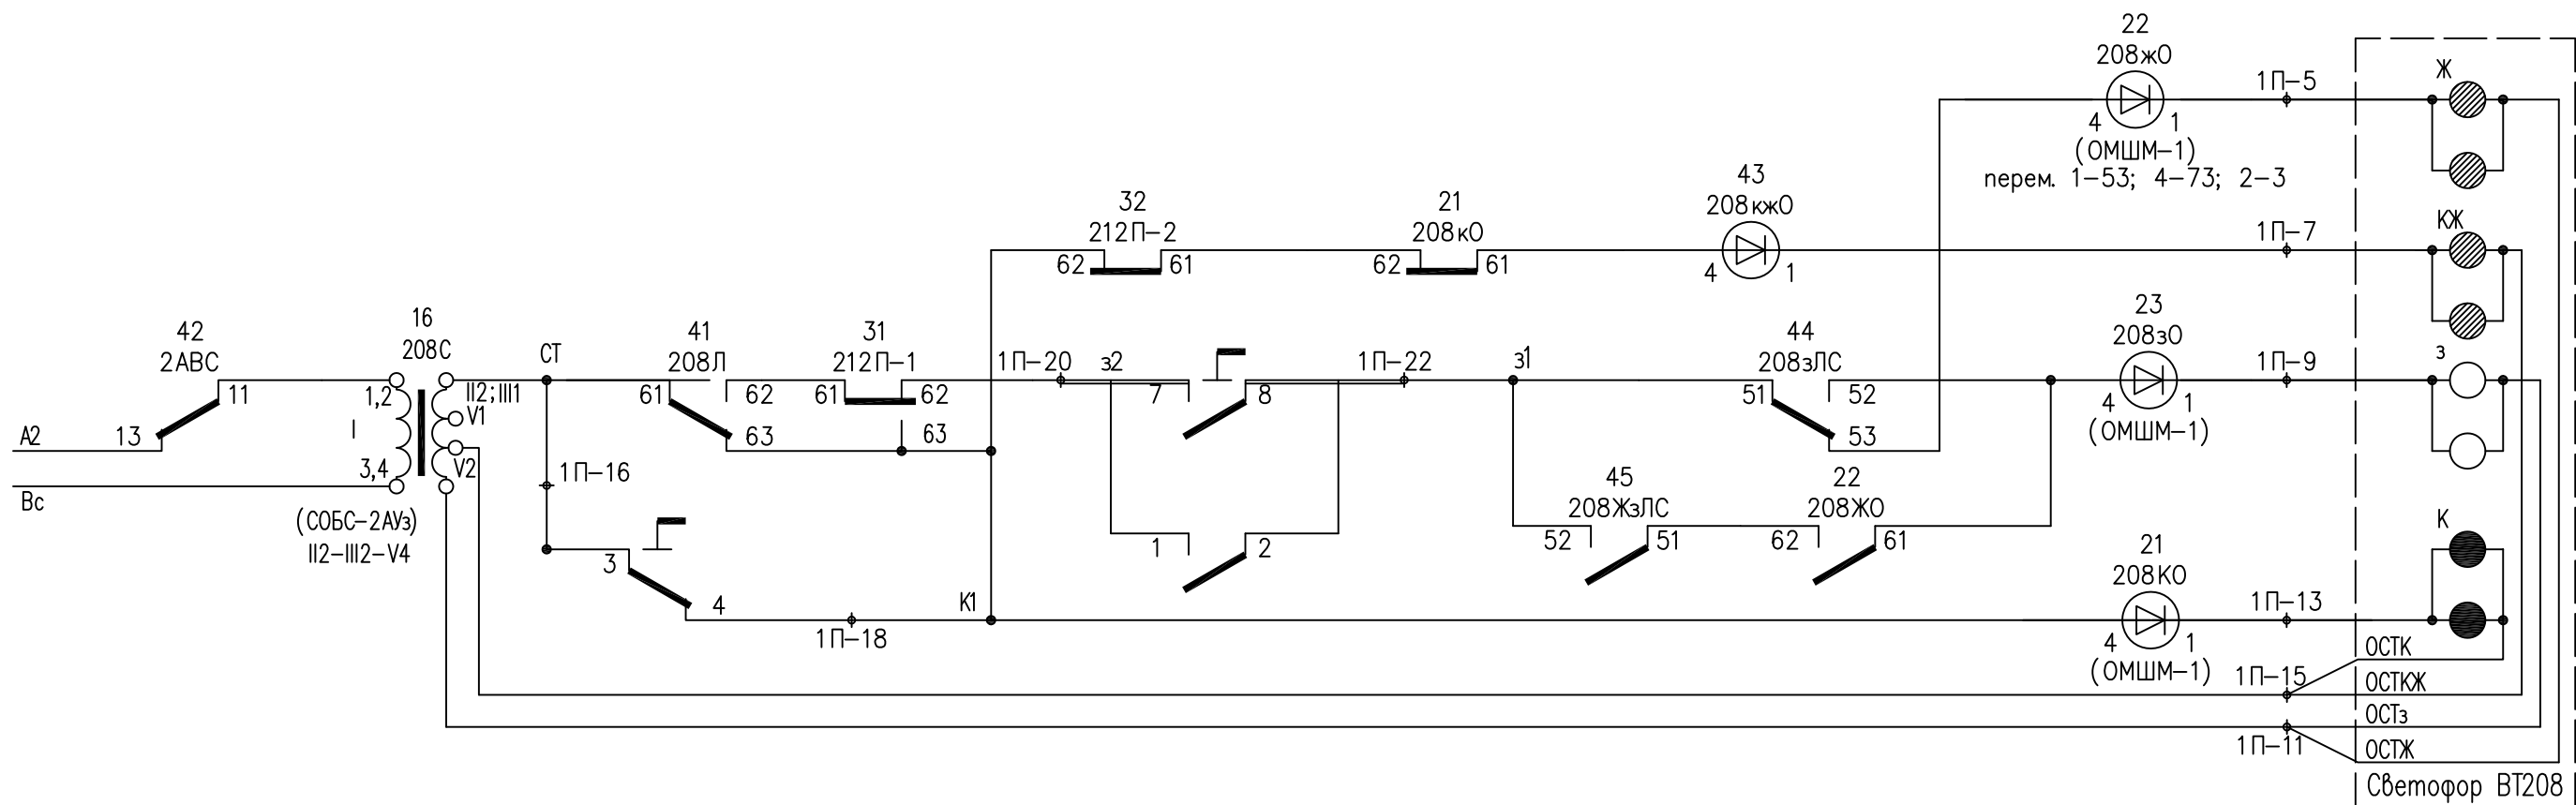 22
208жО
4
1
(ОМШМ-1)
перем. 1-53; 4-73; 2-3
1П-5
Ж
32
212П-2
62
61
21
208кО
62
61
43
208кжО
4
1
1П-7
КЖ
42
2АВС
13
11
А2
Вс
16
208С
1,2
I
3,4
II2;III1
V1
V2
(СОБС-2АУз)
II2-III2-V4
СТ
1П-16
41
208Л
61
62
63
31
212П-1
61
62
63
1П-20
з2
7
8
1П-22
з1
1
2
44
208зЛС
51
52
53
23
208зО
4
1
(ОМШМ-1)
1П-9
з
45
208ЖзЛС
52
51
22
208ЖО
62
61
3
4
1П-18
К1
21
208КО
4
1
(ОМШМ-1)
1П-13
К
1П-15
1П-11
ОСТК
ОСТКЖ
ОСТз
ОСТЖ
Светофор ВТ208